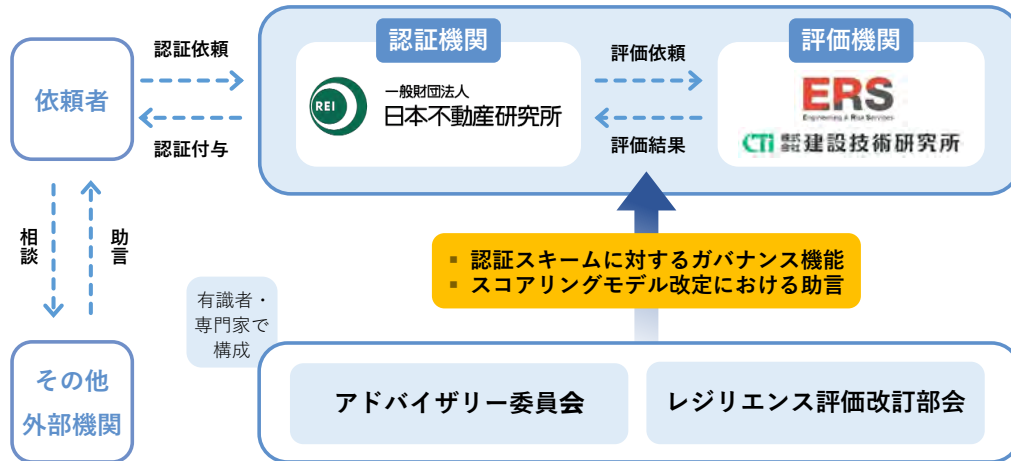 認証機関
評価機関
認証依頼
依頼者
認証付与
REI
一般財団法人
日本不動産研究所
評価依頼
評価結果
ERS
Engineering & Risk Services
CTi 株式会社 建設技術研究所
相談
助言
▪ 認証スキームに対するガバナンス機能
▪ スコアリングモデル改定における助言
有識者・
専門家で
構成
その他
外部機関
アドバイザリー委員会
レジリエンス評価改訂部会